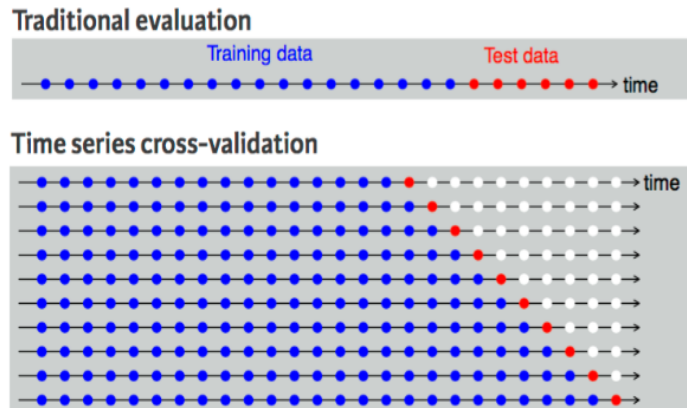 Traditional evaluation
Training data Test data
time
Time series cross-validation
time